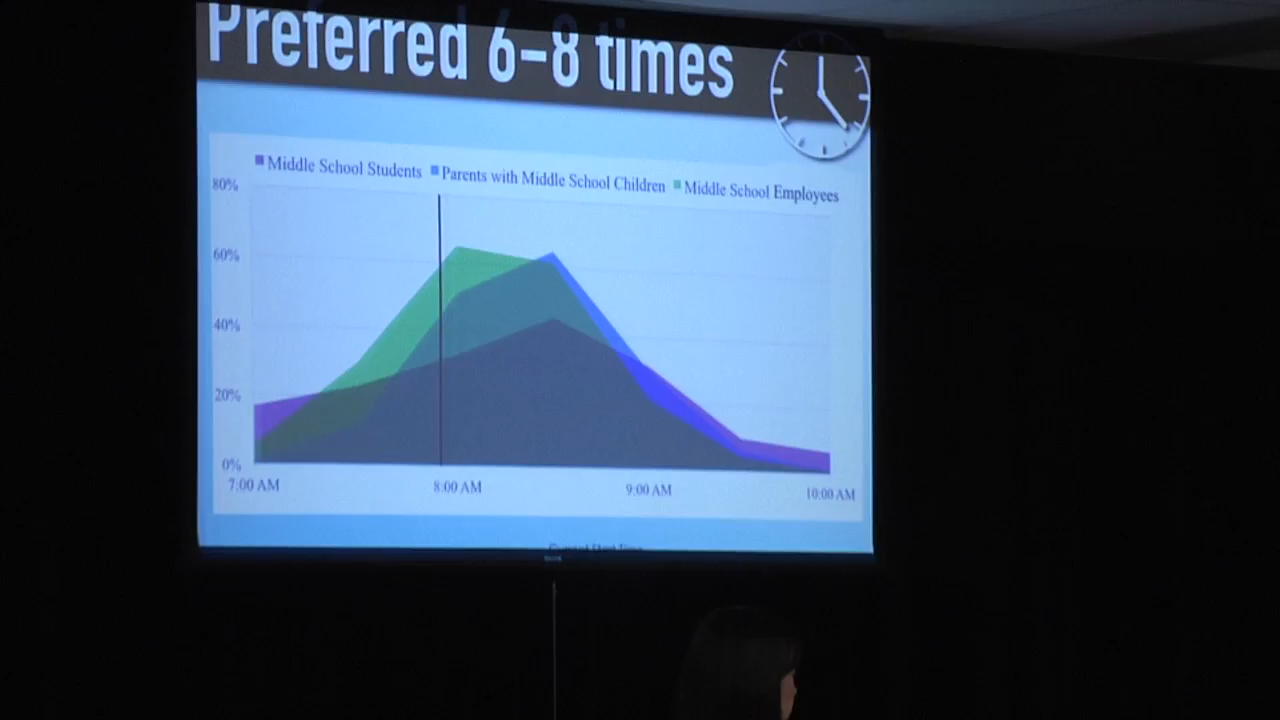 Preferred 6-8 times
Middle School Students Parents with Middle School Children Middle School Employees
80%
60%
40%
20%
0%
7:00 AM 8:00 AM 9:00 AM 10:00 AM